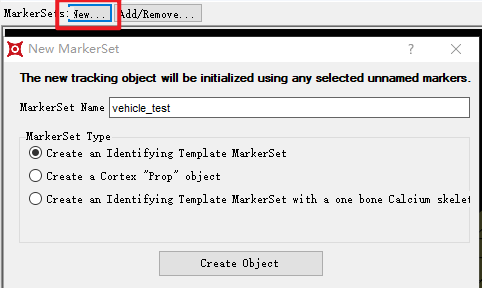 MarkerSets: New... Add/Remove...
New MarkerSet ?
The new tracking object will be initialized using any selected unnamed markers.
MarkerSet Name vehicle_test
MarkerSet Type
Create an Identifying Template MarkerSet
Create a Cortex "Prop" object
Create an Identifying Template MarkerSet with a one bone Calcium skelet
Create Object